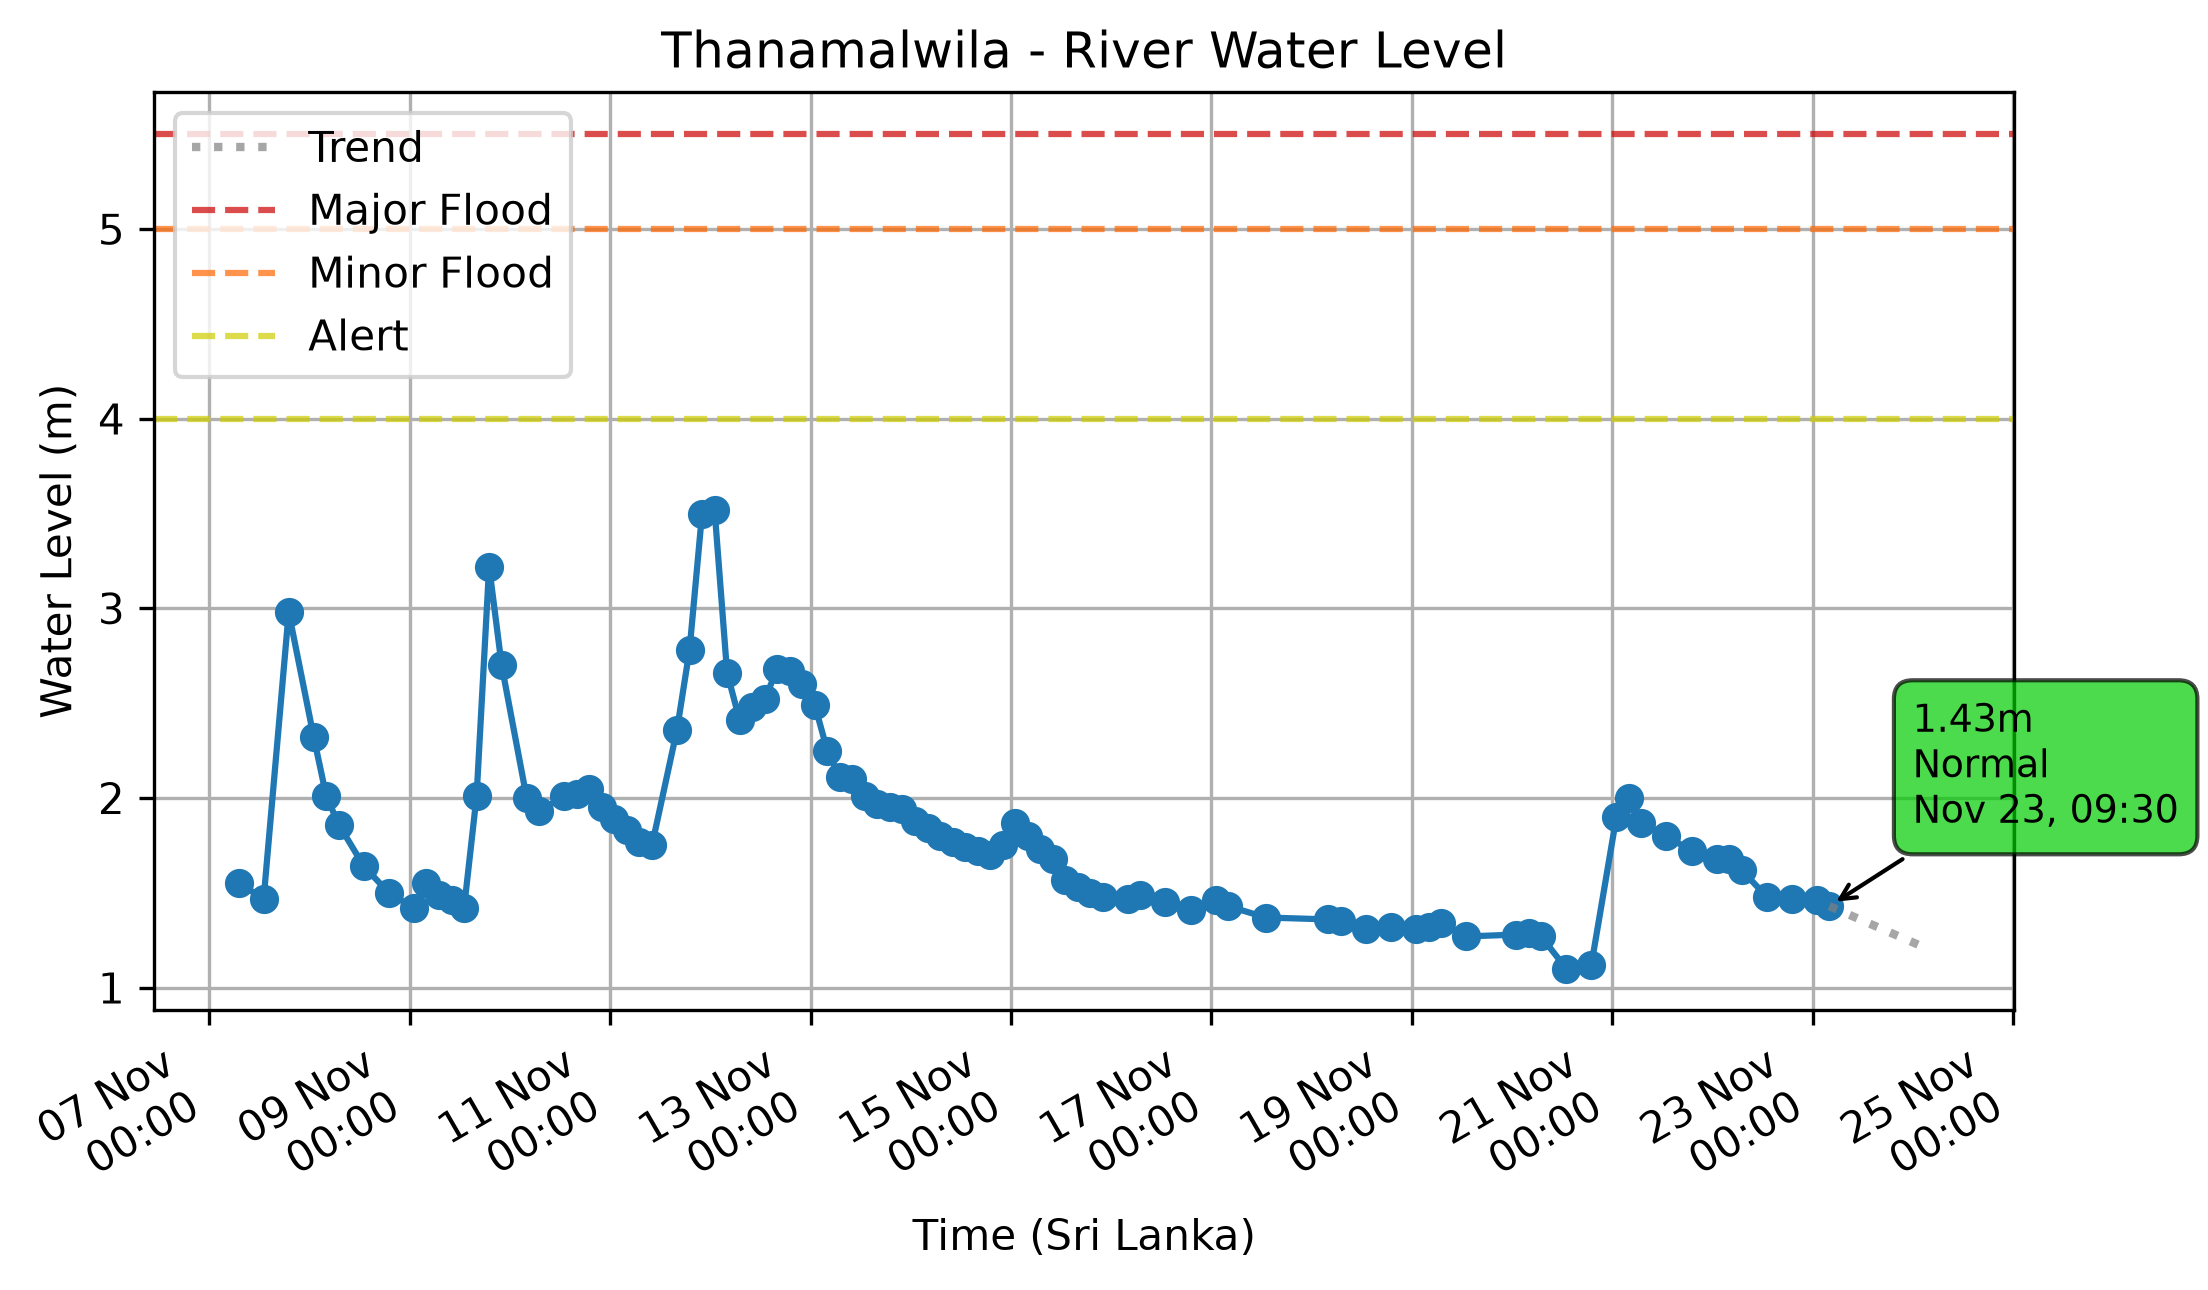 Thanamalwila - River Water Level
Trend
Major Flood
Minor Flood
Alert
Water Level (m)
5
4
3
2
1
1.43m
Normal
Nov 23, 09:30
07 Nov
00:00
09 Nov
00:00
11 Nov
00:00
13 Nov
00:00
15 Nov
00:00
17 Nov
00:00
19 Nov
00:00
21 Nov
00:00
23 Nov
00:00
25 Nov
00:00
Time (Sri Lanka)